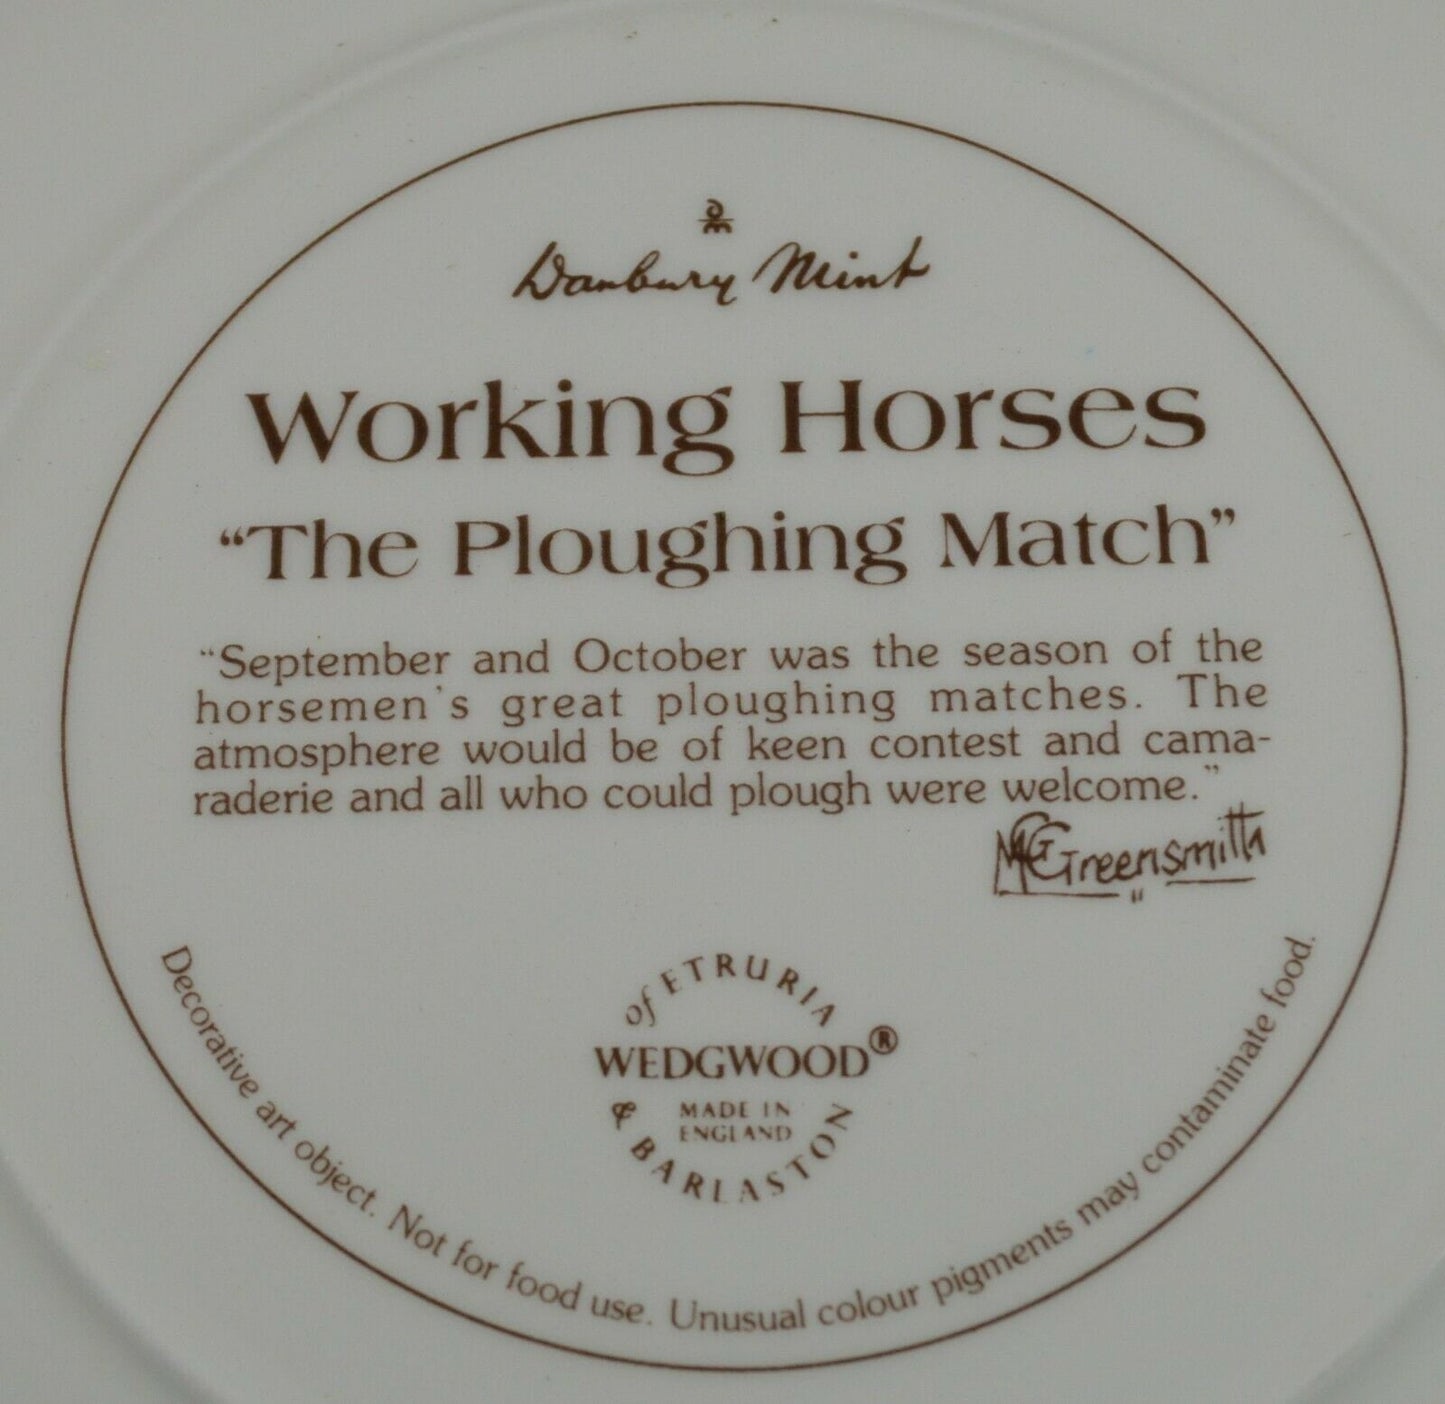 Danbury Mint
Working Horses
“The Ploughing Match”
“September and October was the season of the
horsemen's great ploughing matches. The
atmosphere would be of keen contest and cama-
raderie and all who could plough were welcome.”
MCG Greensmith
of ETRURIA
WEDGWOOD®
MADE IN
ENGLAND
& BARLASTON
Decorative art object. Not for food use. Unusual colour pigments may contaminate food.